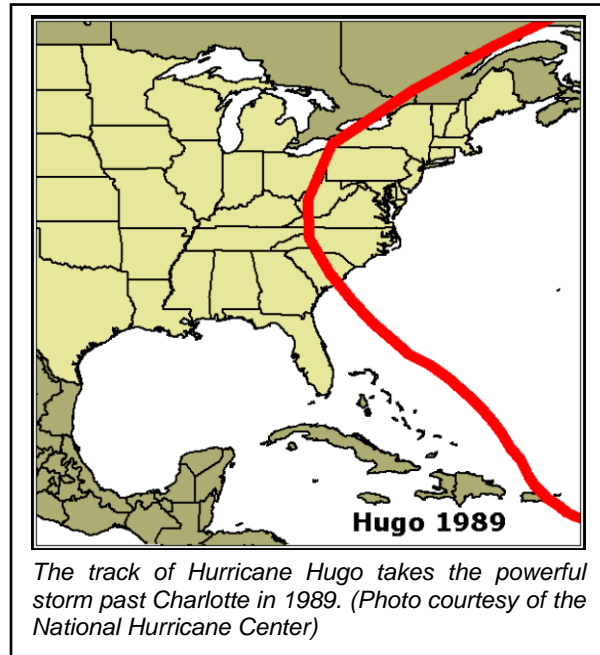 Hugo 1989
The track of Hurricane Hugo takes the powerful
storm past Charlotte in 1989. (Photo courtesy of the
National Hurricane Center)